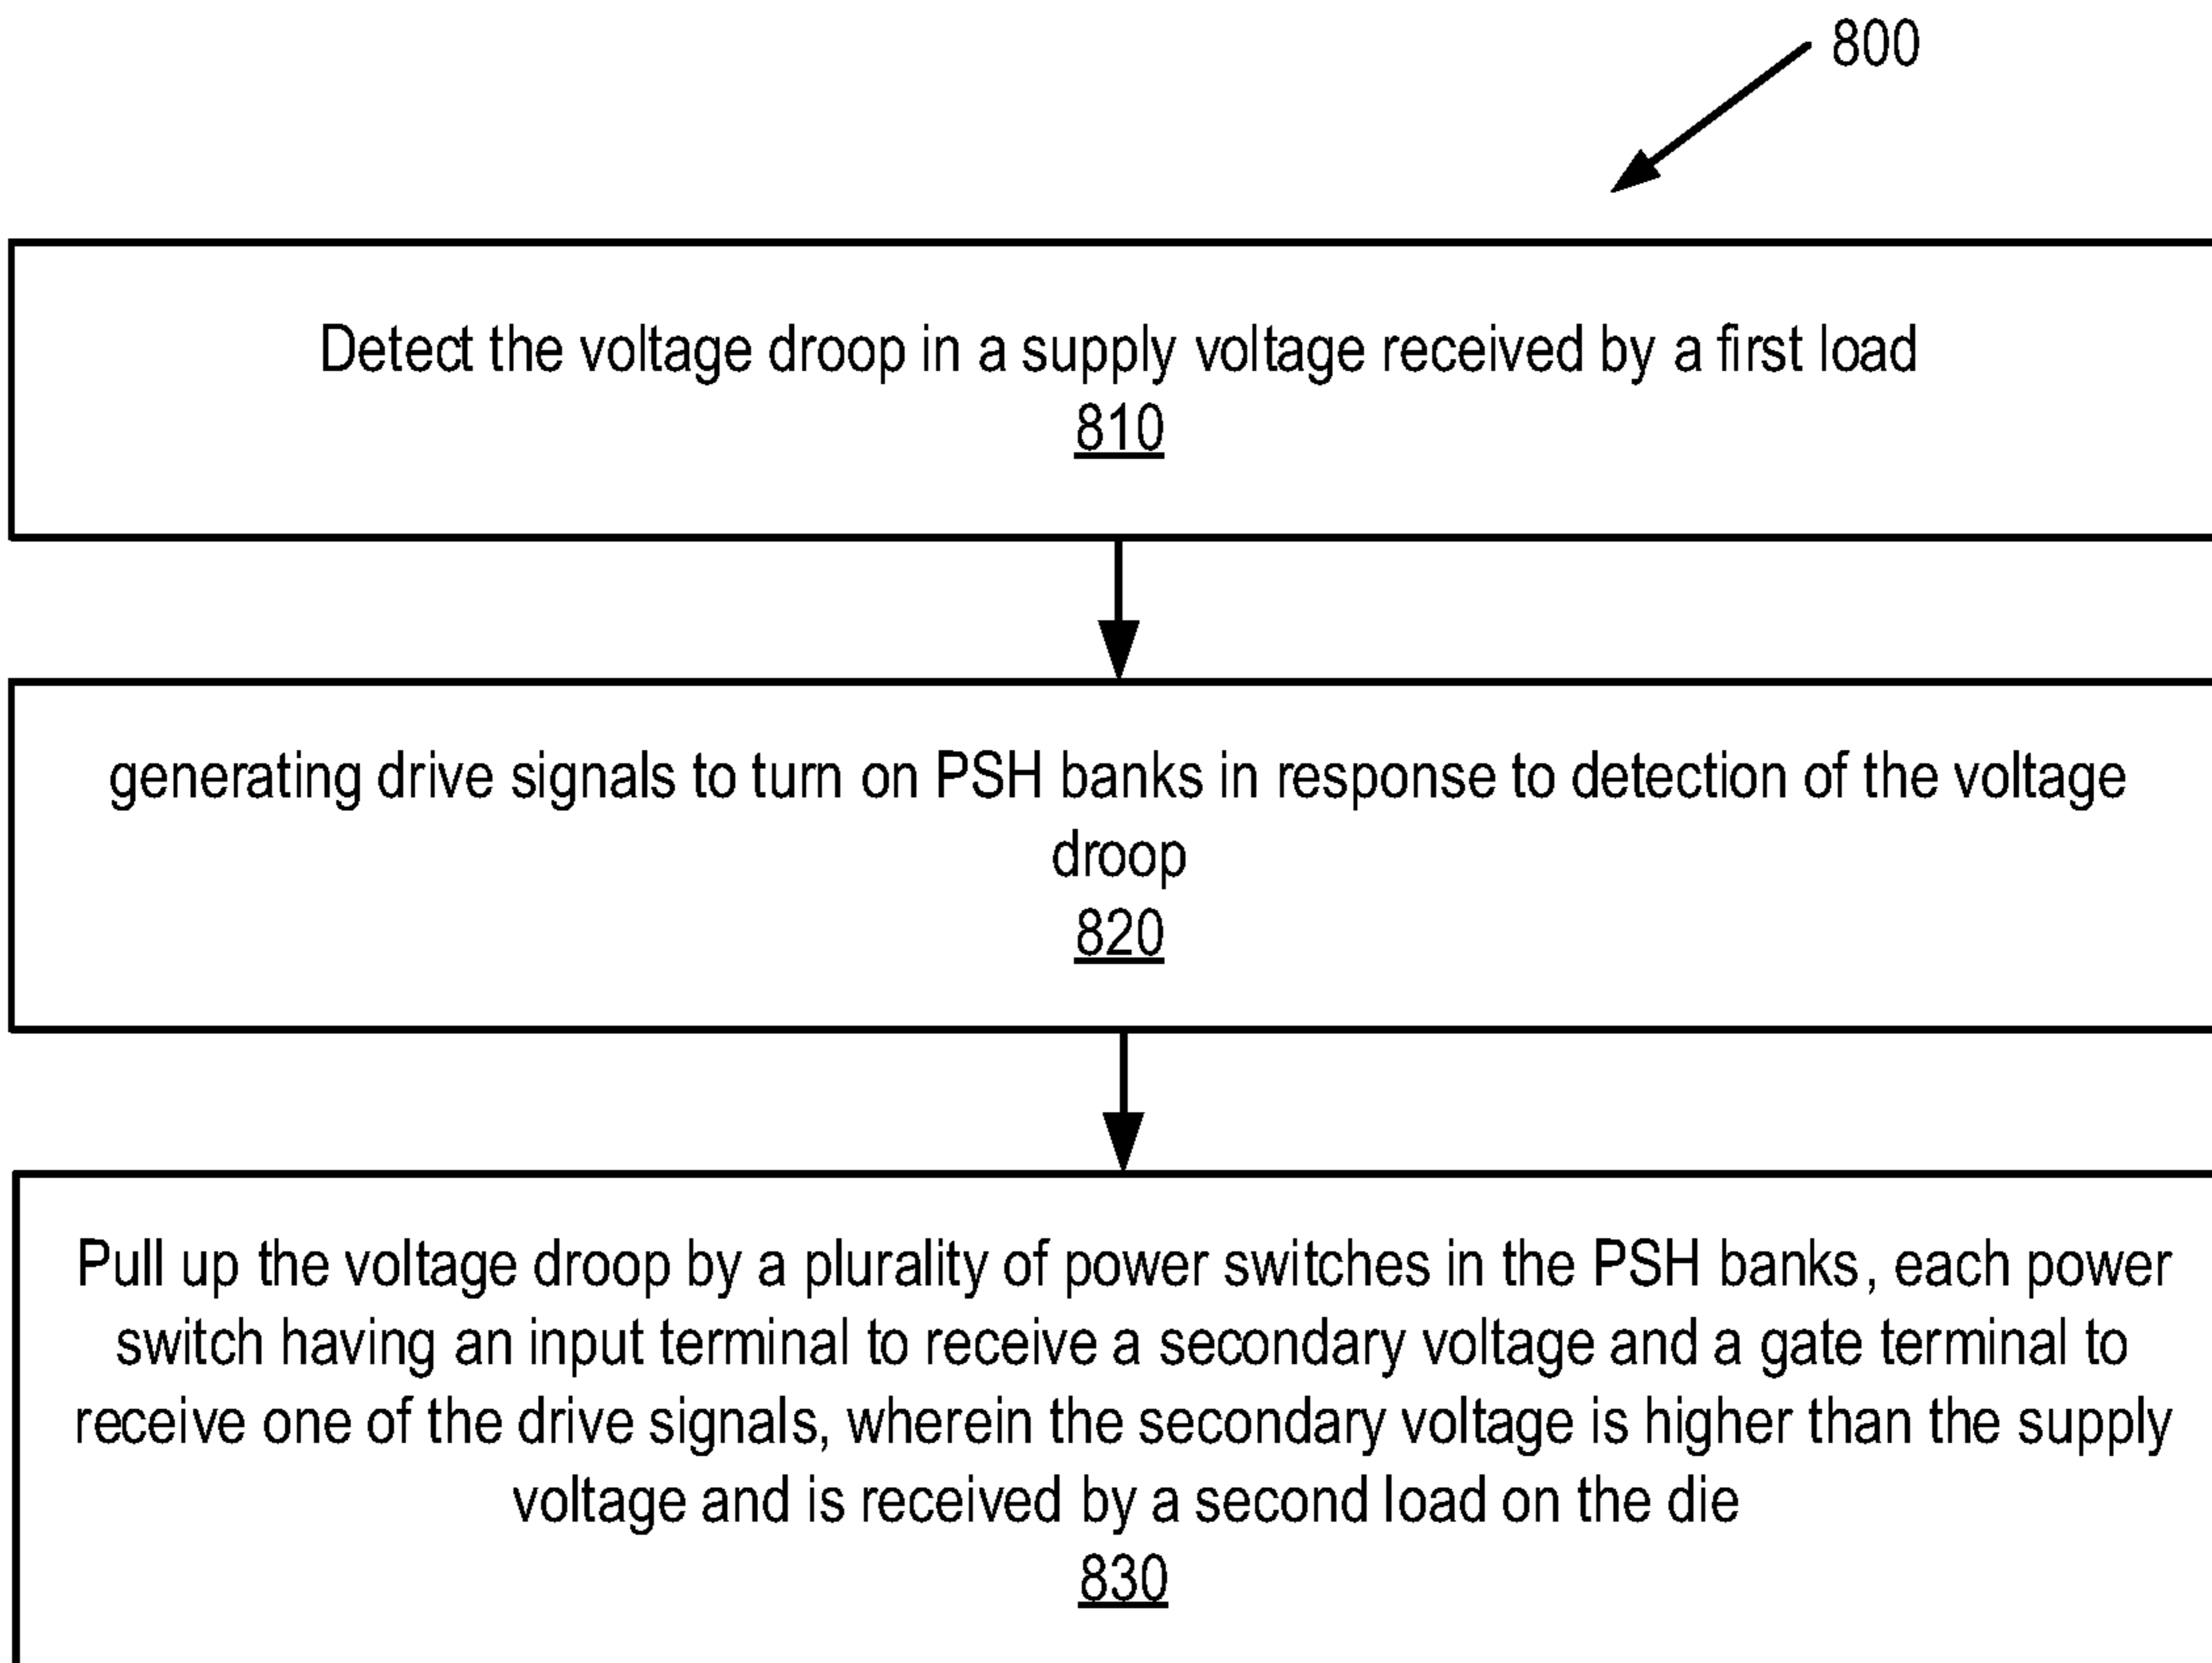 800
Detect the voltage droop in a supply voltage received by a first load
810
generating drive signals to turn on PSH banks in response to detection of the voltage
droop
820
Pull up the voltage droop by a plurality of power switches in the PSH banks, each power
switch having an input terminal to receive a secondary voltage and a gate terminal to
receive one of the drive signals, wherein the secondary voltage is higher than the supply
voltage and is received by a second load on the die
830